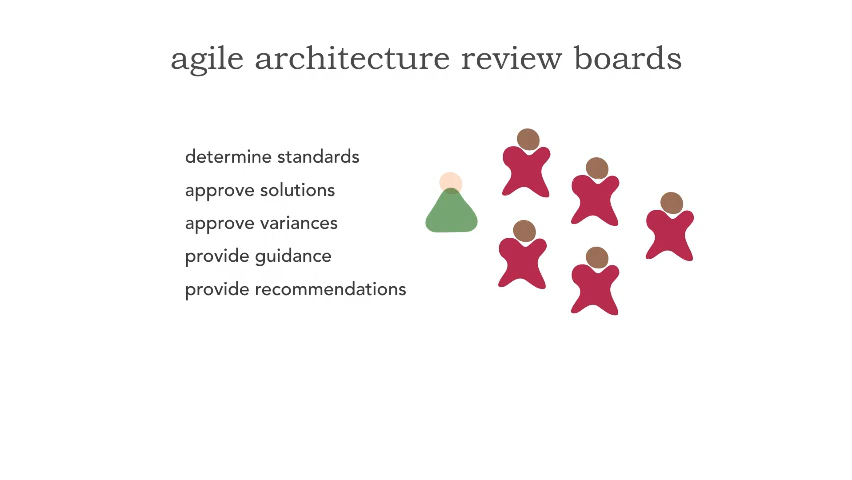 agile architecture review boards
determine standards
approve solutions
approve variances
provide guidance
provide recommendations